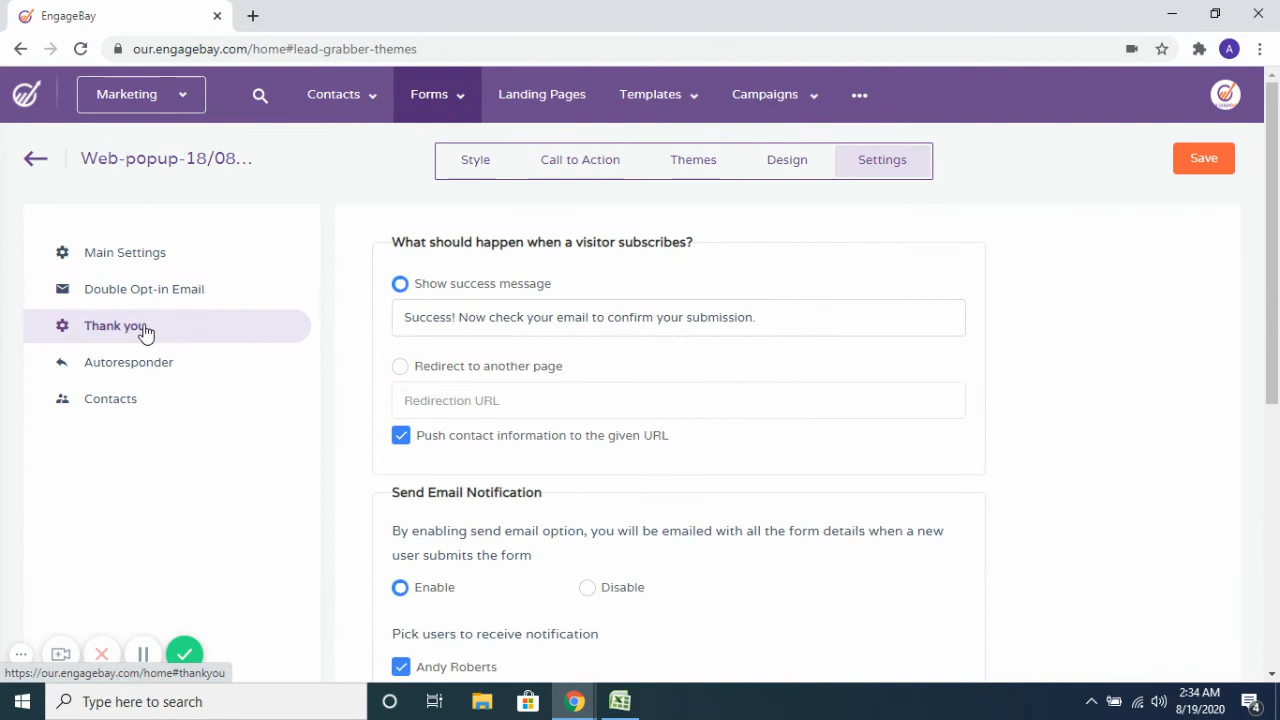 EngageBay
our.engagebay.com/home#lead-grabber-themes
A
Marketing
Contacts
Forms
Landing Pages
Templates
Campaigns
Web-popup-18/08...
Style
Call to Action
Themes
Design
Settings
Save
Main Settings
Double Opt-in Email
Thank you
Autoresponder
Contacts
What should happen when a visitor subscribes?
Show success message
Success! Now check your email to confirm your submission.
Redirect to another page
Redirection URL
Push contact information to the given URL
Send Email Notification
By enabling send email option, you will be emailed with all the form details when a new
user submits the form
Enable
Disable
Pick users to receive notification
Andy Roberts
https://our.engagebay.com/home#thankyou
Type here to search
2:34 AM
8/19/2020
4